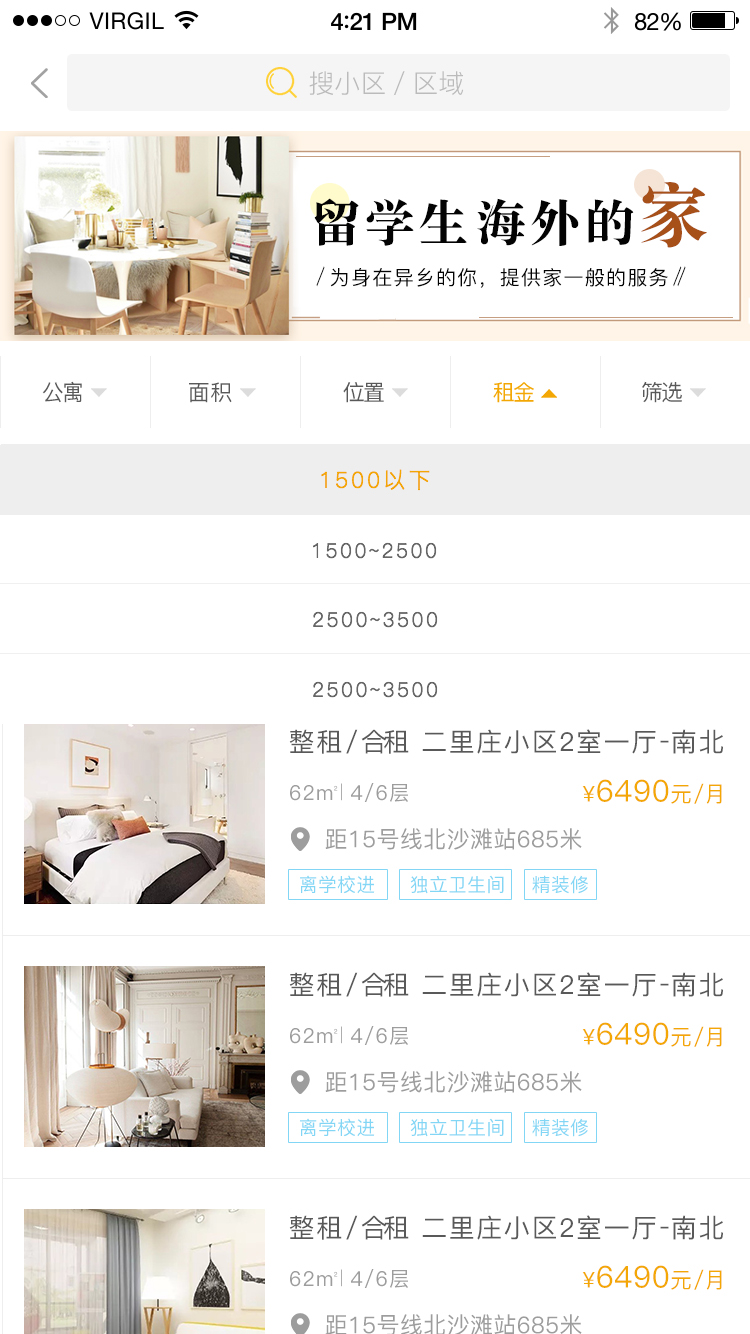 VIRGIL 4:21 PM 82%
搜小区 / 区域
留学生海外的家
/ 为身在异乡的你，提供家一般的服务 //
公寓 面积 位置 租金 筛选
1500以下
1500~2500
2500~3500
2500~3500
整租/合租 二里庄小区2室一厅-南北
62㎡| 4/6层 ¥6490元/月
距15号线北沙滩站685米
离学校进 独立卫生间 精装修
整租/合租 二里庄小区2室一厅-南北
62㎡| 4/6层 ¥6490元/月
距15号线北沙滩站685米
离学校进 独立卫生间 精装修
整租/合租 二里庄小区2室一厅-南北
62㎡| 4/6层 ¥6490元/月
距15号线北沙滩站685米